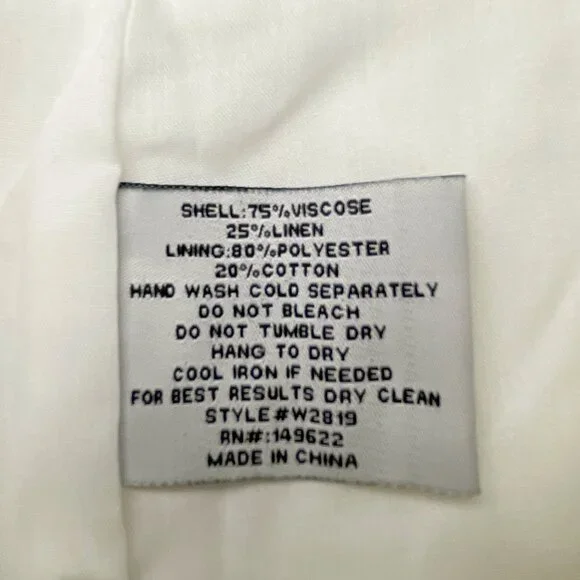 SHELL:75%VISCOSE
25%LINEN
LINING:80%POLYESTER
20%COTTON
HAND WASH COLD SEPARATELY
DO NOT BLEACH
DO NOT TUMBLE DRY
HANG TO DRY
COOL IRON IF NEEDED
FOR BEST RESULTS DRY CLEAN
STYLE#W2819
RN#:149622
MADE IN CHINA